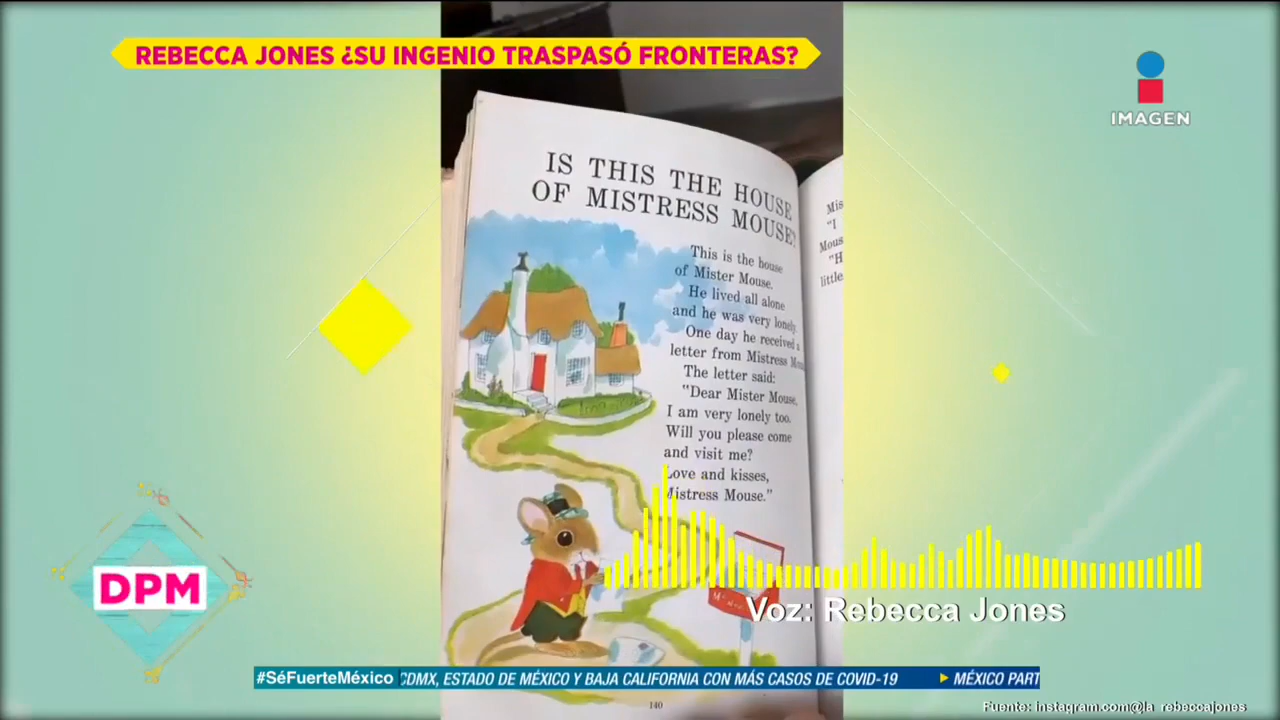 REBECCA JONES ¿SU INGENIO TRASPASÓ FRONTERAS?
IMAGEN
IS THIS THE HOUSE
OF MISTRESS MOUSE?
This is the house
of Mister Mouse.
He lived all alone
and he was very lonely.
One day he received a
letter from Mistress
The letter said:
"Dear Mister Mouse,
I am very lonely too.
Will you please come
and visit me?
Love and kisses,
Mistress Mouse."
Mis
"I
Mous
"H
little
DPM
Voz: Rebecca Jones
#SéFuerteMéxico CDMX, ESTADO DE MÉXICO Y BAJA CALIFORNIA CON MÁS CASOS DE COVID-19 MÉXICO PART
140
Fuente: instagram.com@la_rebeccajones